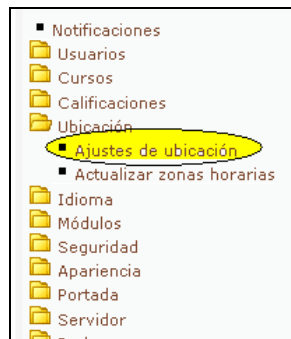 Notificaciones
Usuarios
Cursos
Calificaciones
Ubicación
Ajustes de ubicación
Actualizar zonas horarias
Idioma
Módulos
Seguridad
Apariencia
Portada
Servidor